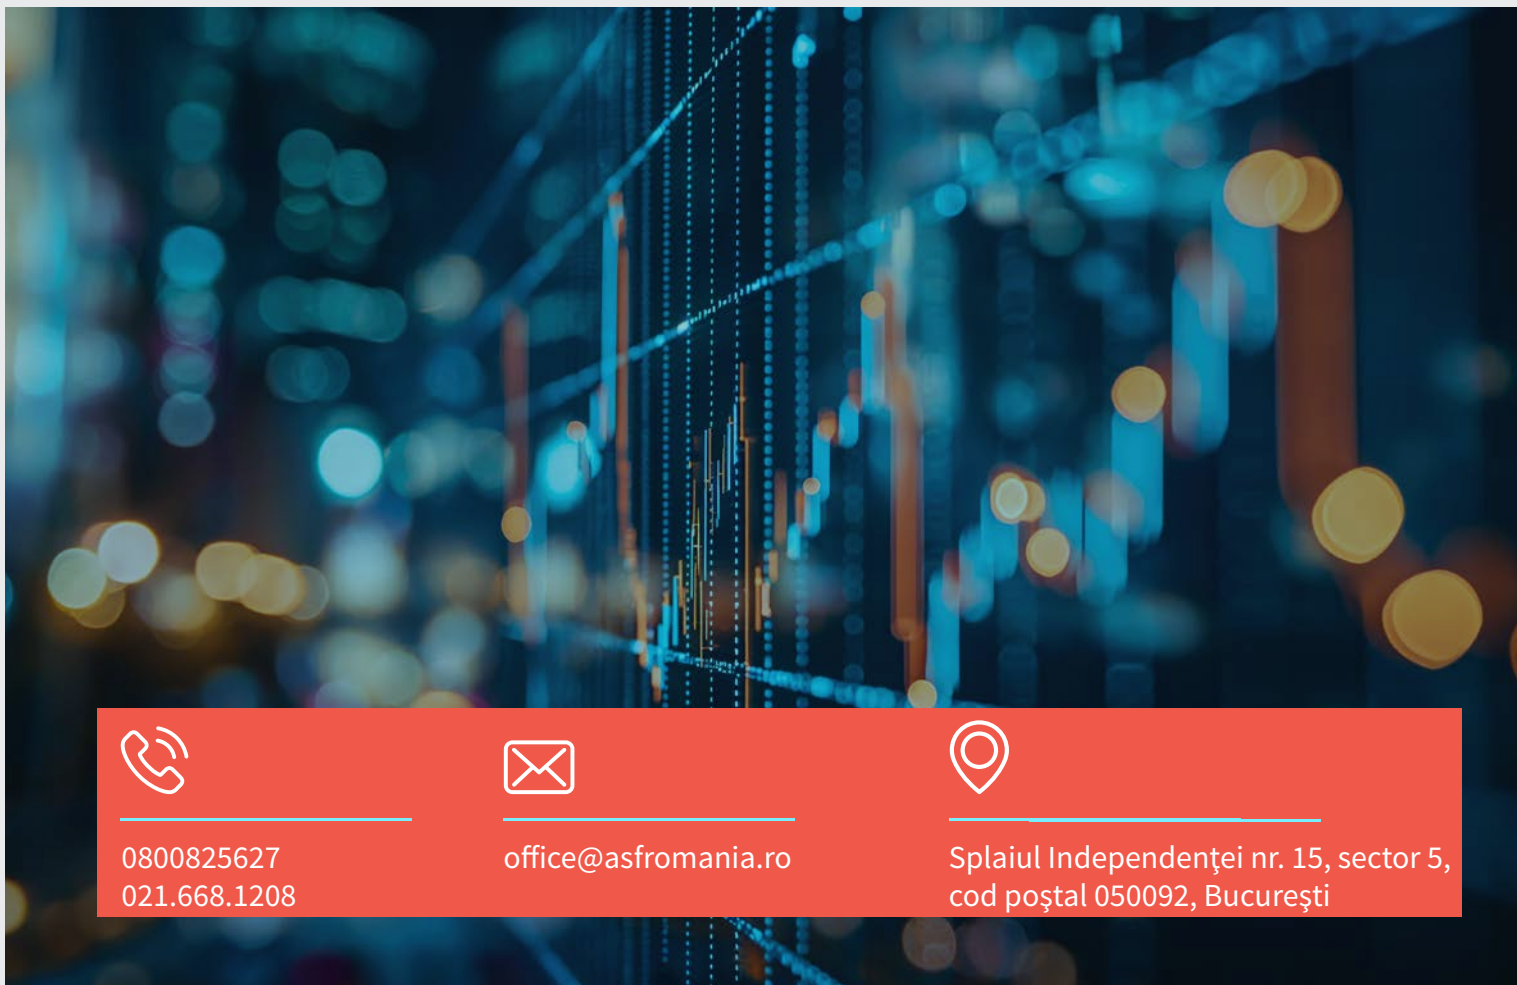 0800825627
021.668.1208
office@asfromania.ro
Splaiul Independenţei nr. 15, sector 5,
cod poştal 050092, Bucureşti